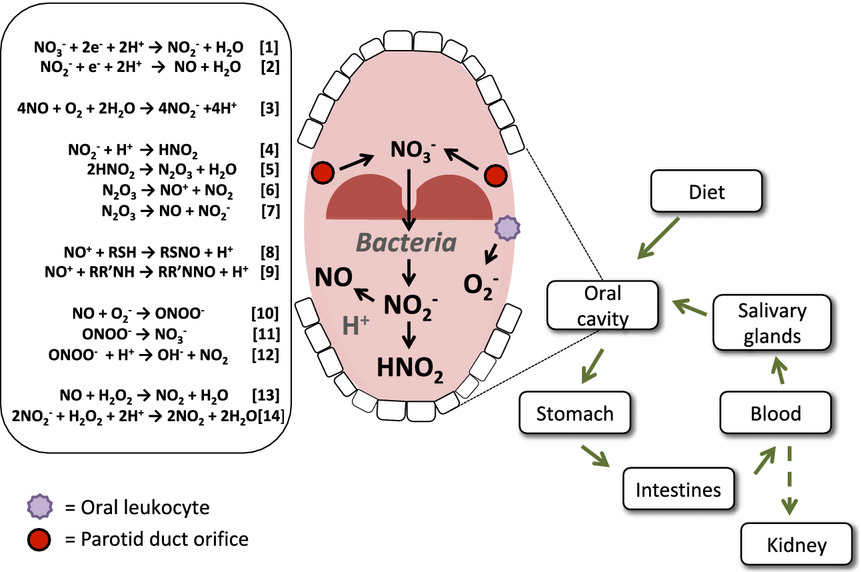 NO₃⁻ + 2e⁻ + 2H⁺ → NO₂⁻ + H₂O [1]
NO₂⁻ + e⁻ + 2H⁺ → NO + H₂O [2]
4NO + O₂ + 2H₂O → 4NO₂⁻ +4H⁺ [3]
NO₂⁻ + H⁺ → HNO₂ [4]
2HNO₂ → N₂O₃ + H₂O [5]
N₂O₃ → NO⁺ + NO₂ [6]
N₂O₃ → NO + NO₂⁻ [7]
NO⁺ + RSH → RSNO + H⁺ [8]
NO⁺ + RR’NH → RR’NNO + H⁺ [9]
NO + O₂⁻ → ONOO⁻ [10]
ONOO⁻ → NO₃⁻ [11]
ONOO⁻ + H⁺ → OH⁻ + NO₂ [12]
NO + H₂O₂ → NO₂ + H₂O [13]
2NO₂⁻ + H₂O₂ + 2H⁺ → 2NO₂ + 2H₂O[14]
NO₃⁻
Bacteria
NO
O₂⁻
NO₂⁻
H⁺
HNO₂
Diet
Oral
cavity
Salivary
glands
Stomach
Blood
Intestines
Kidney
= Oral leukocyte
= Parotid duct orifice